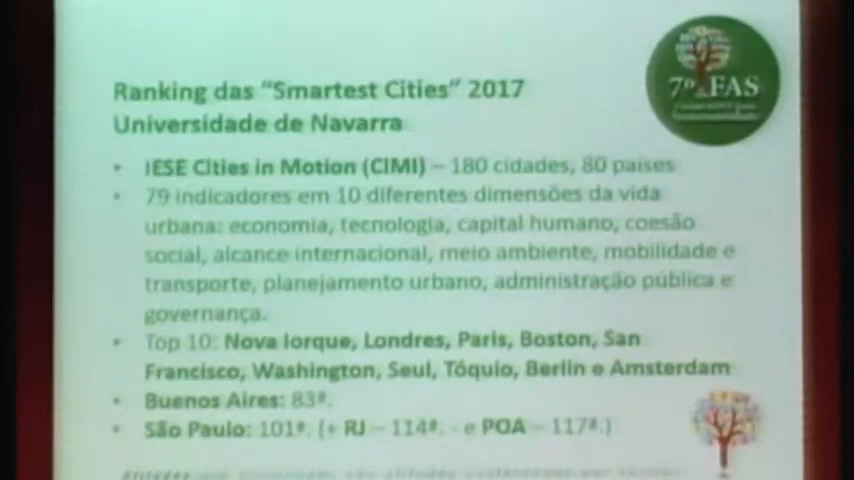 Ranking das "Smartest Cities" 2017
Universidade de Navarra
7º FAS
• IESE Cities in Motion (CIMI) – 180 cidades, 80 países
• 79 indicadores em 10 diferentes dimensões da vida
urbana: economia, tecnologia, capital humano, coesão
social, alcance internacional, meio ambiente, mobilidade e
transporte, planejamento urbano, administração pública e
governança.
• Top 10: Nova Iorque, Londres, Paris, Boston, San
Francisco, Washington, Seul, Tóquio, Berlin e Amsterdam
• Buenos Aires: 83ª.
• São Paulo: 101ª. (+ RJ – 114ª. - e POA – 117ª.)